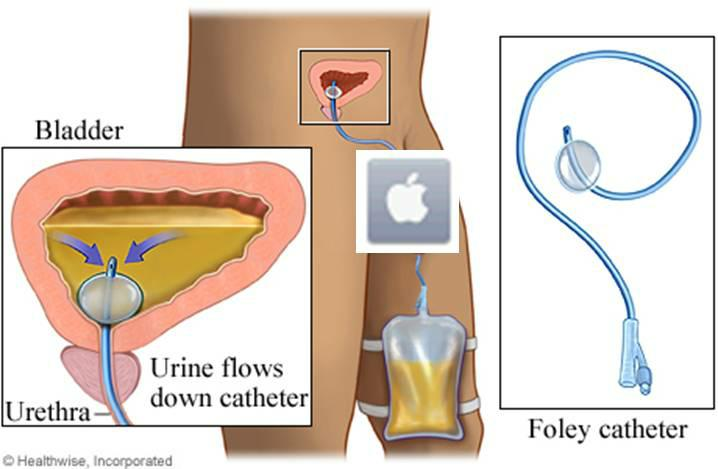 Bladder
Urine flows
down catheter
Urethra
Foley catheter
© Healthwise, Incorporated